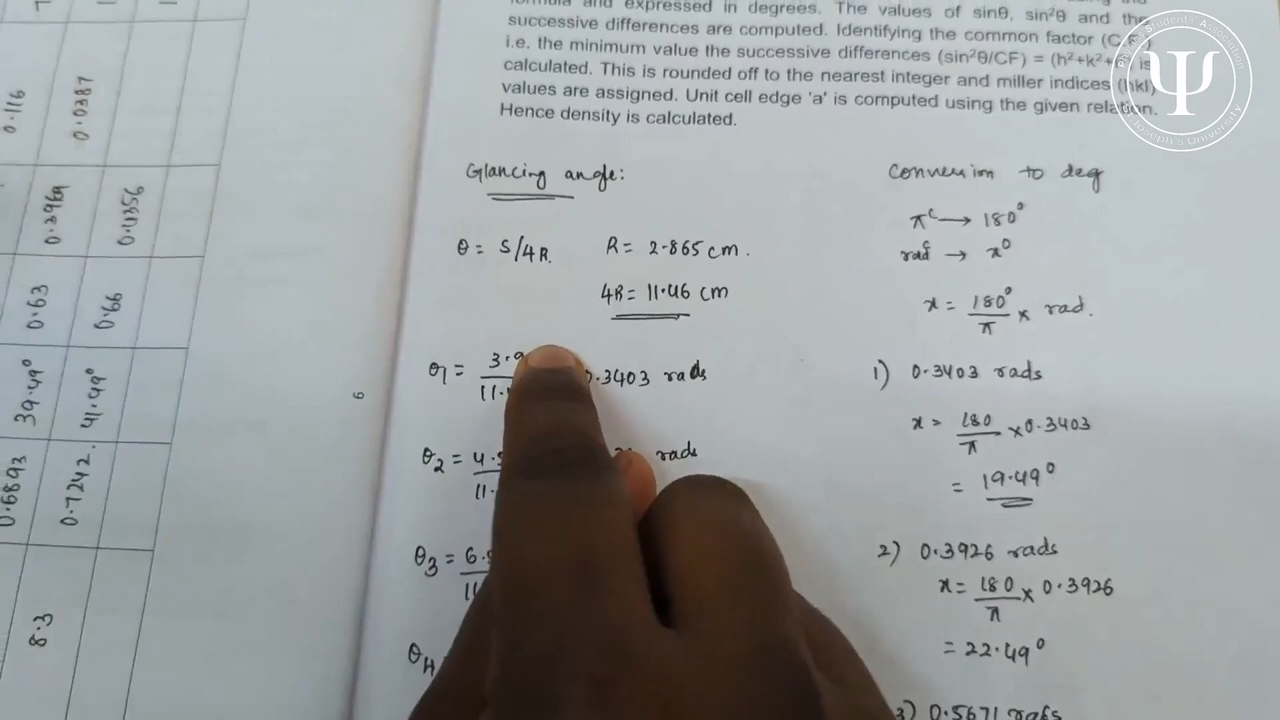 formula and expressed in degrees. The values of sinθ, sin²θ and the
successive differences are computed. Identifying the common factor
i.e. the minimum value the successive differences (sin²θ/CF) = (h²+k²+
calculated. This is rounded off to the nearest integer and miller indices (hkl)
values are assigned. Unit cell edge 'a' is computed using the given relation.
Hence density is calculated.
Glancing angle:
θ = S/4R. R = 2.865 cm.
4R = 11.46 cm
θ1 = 0.3403 rads
θ2 = rads
θ3 =
Conversion to deg
πᶜ → 180°
radᶜ → x°
x = 180°/π × rad.
1) 0.3403 rads
x = 180/π × 0.3403
= 19.49°
2) 0.3926 rads
x = 180/π × 0.3926
= 22.49°
3) 0.5671 rads
0.116
0.0387
0.3969
0.4356
0.63
0.66
39.49°
41.49°
0.6893
0.7242
8.3
6
Ψ